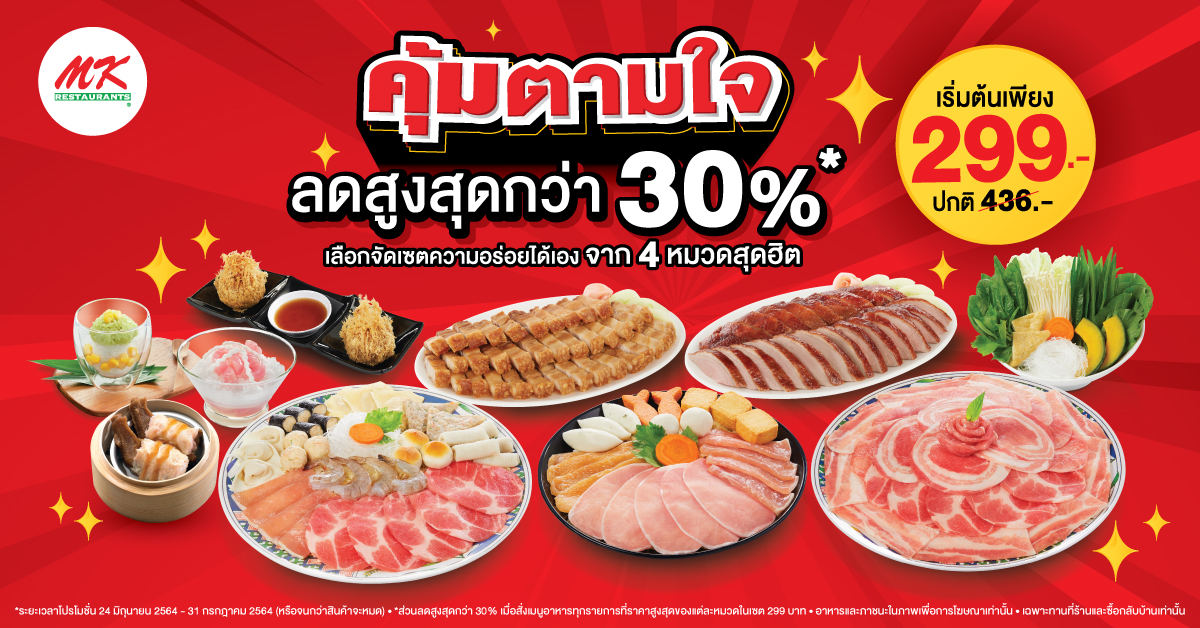 MK
RESTAURANTS
คุ้มตามใจ
ลดสูงสุดกว่า 30%*
เลือกจัดเซตความอร่อยได้เอง จาก 4 หมวดสุดฮิต
เริ่มต้นเพียง
299.-
ปกติ 436.-
*ระยะเวลาโปรโมชั่น 24 มิถุนายน 2564 - 31 กรกฎาคม 2564 (หรือจนกว่าสินค้าจะหมด) • *ส่วนลดสูงสุดกว่า 30% เมื่อสั่งเมนูอาหารทุกรายการที่ราคาสูงสุดของแต่ละหมวดในเซต 299 บาท • อาหารและภาชนะในภาพเพื่อการโฆษณาเท่านั้น • เฉพาะทานที่ร้านและซื้อกลับบ้านเท่านั้น